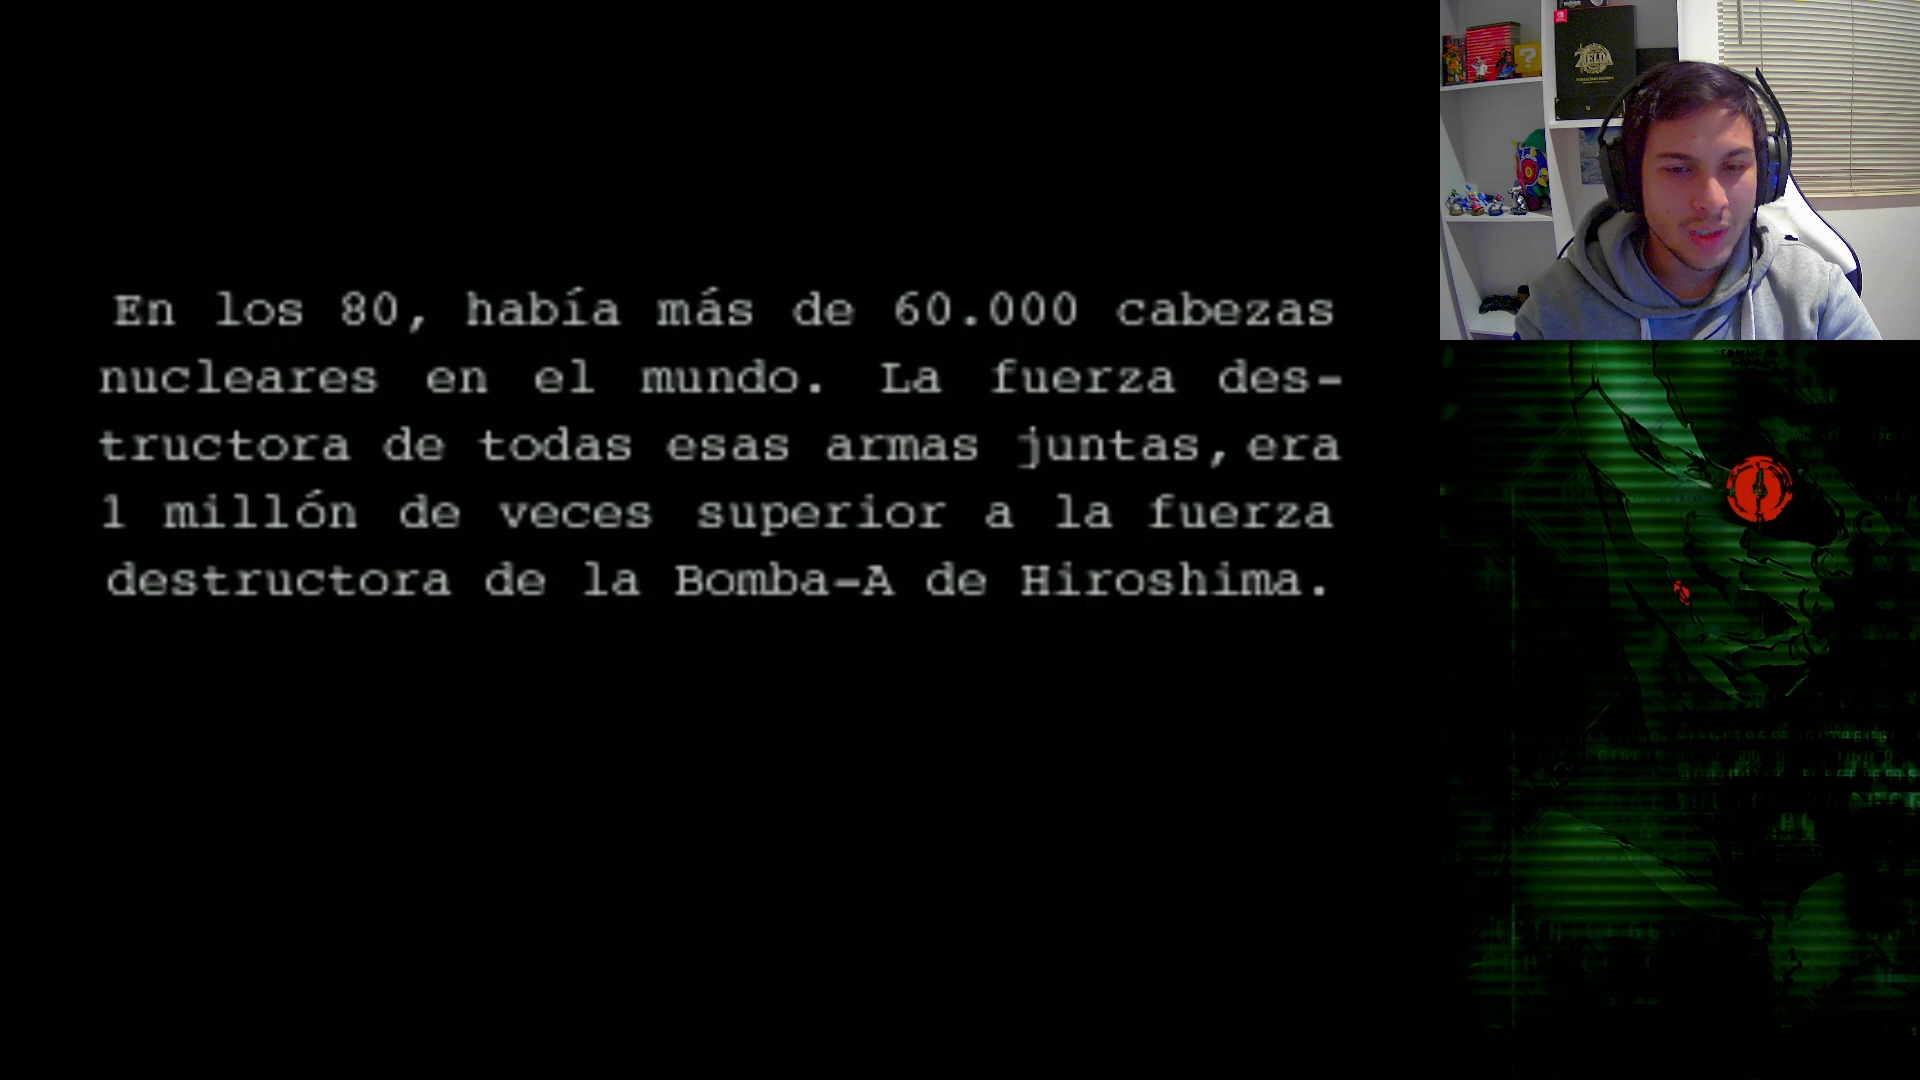 En los 80, había más de 60.000 cabezas
nucleares en el mundo. La fuerza des-
tructora de todas esas armas juntas, era
1 millón de veces superior a la fuerza
destructora de la Bomba-A de Hiroshima.
ZELDA
?